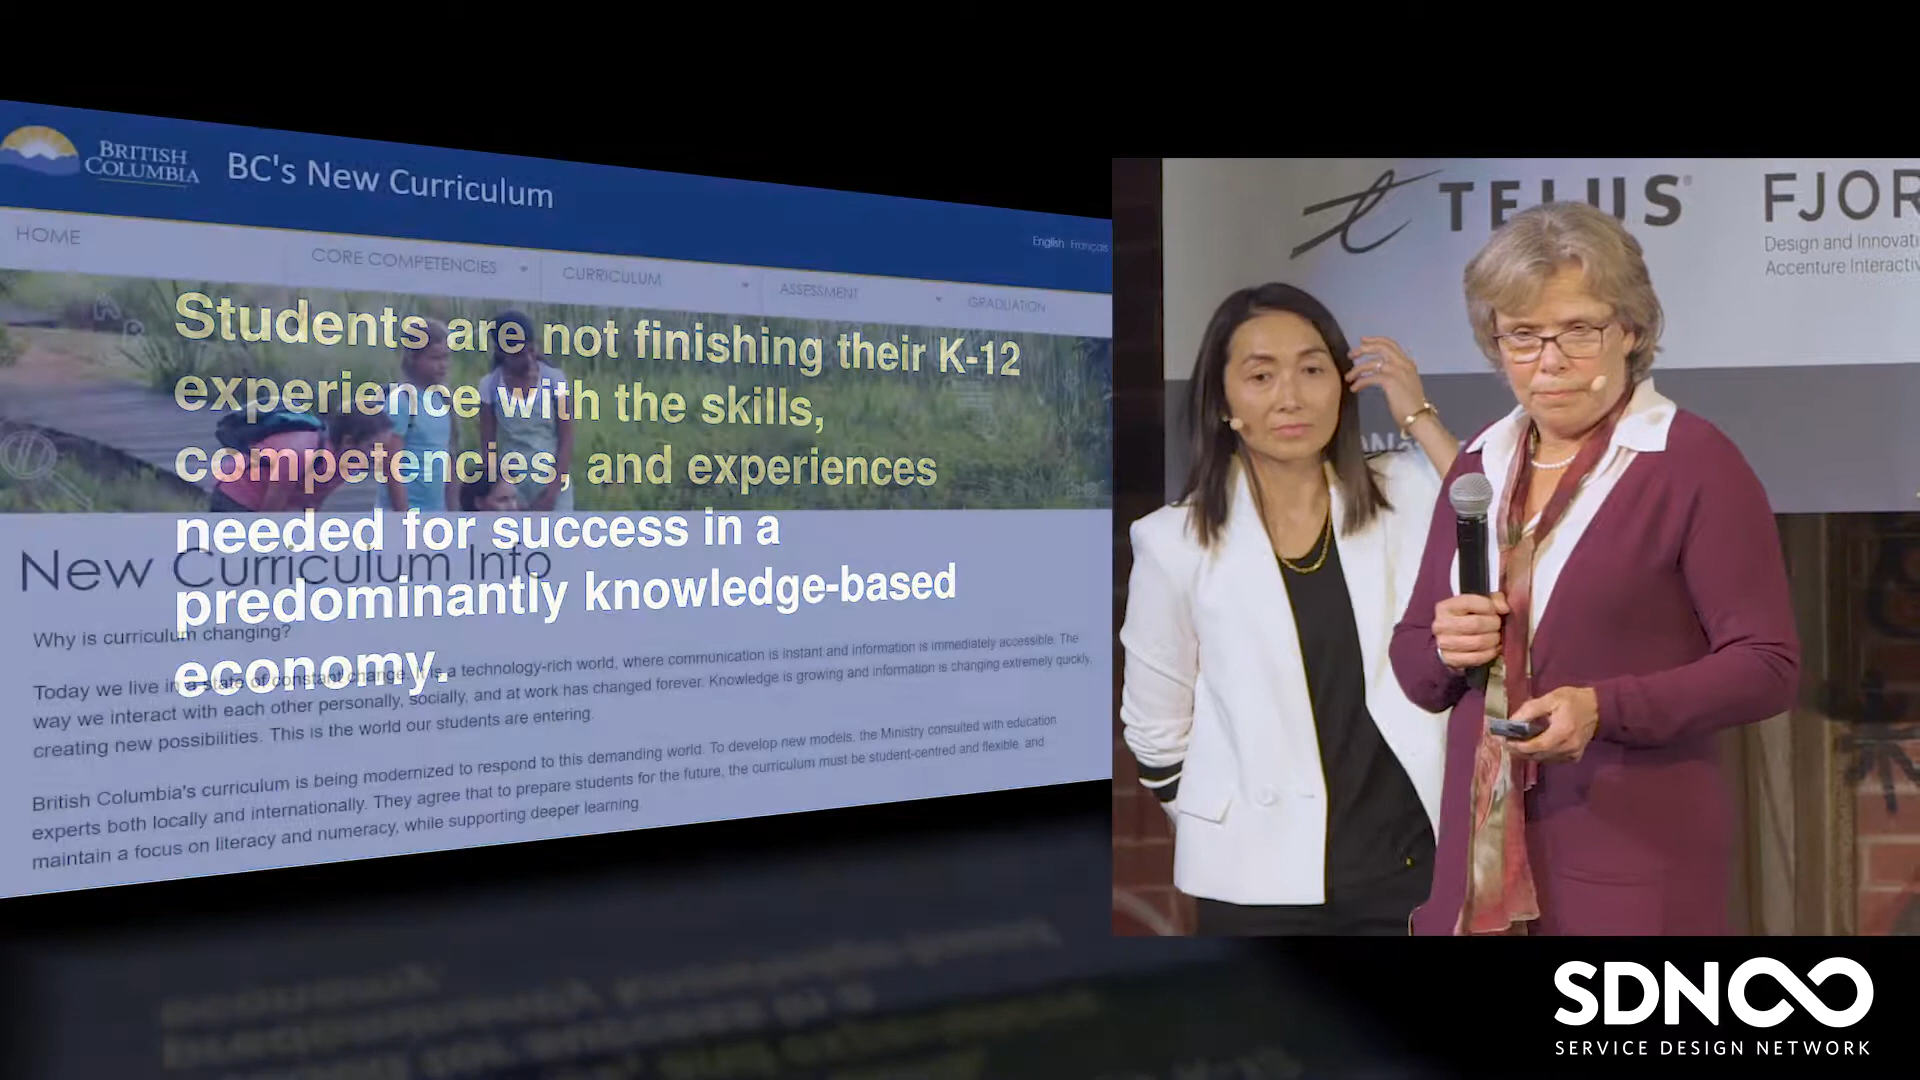 BRITISH
COLUMBIA
BC's New Curriculum
English Français
HOME
CORE COMPETENCIES
CURRICULUM
ASSESSMENT
GRADUATION
Students are not finishing their K-12
experience with the skills,
competencies, and experiences
needed for success in a
predominantly knowledge-based
economy.
New Curriculum Info
Why is curriculum changing?
Today we live in a state of constant change. It is a technology-rich world, where communication is instant and information is immediately accessible. The
way we interact with each other personally, socially, and at work has changed forever. Knowledge is growing and information is changing extremely quickly,
creating new possibilities. This is the world our students are entering.
British Columbia's curriculum is being modernized to respond to this demanding world. To develop new models, the Ministry consulted with education
experts both locally and internationally. They agree that to prepare students for the future, the curriculum must be student-centred and flexible, and
maintain a focus on literacy and numeracy, while supporting deeper learning.
TELUS
FJOR
Design and Innovati
Accenture Interactiv
SDN
SERVICE DESIGN NETWORK